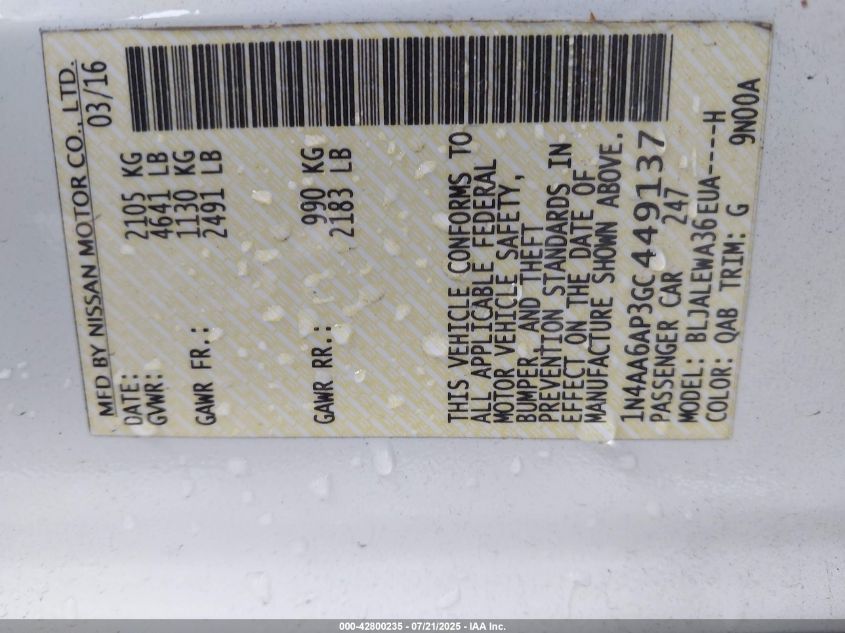 MFD BY NISSAN MOTOR CO., LTD.
DATE: 03/16
GVWR: 2105 KG
4641 LB
GAWR FR.: 1130 KG
2491 LB
GAWR RR.: 990 KG
2183 LB
THIS VEHICLE CONFORMS TO
ALL APPLICABLE FEDERAL
MOTOR VEHICLE SAFETY,
BUMPER, AND THEFT
PREVENTION STANDARDS IN
EFFECT ON THE DATE OF
MANUFACTURE SHOWN ABOVE.
1N4AA6AP3GC449137
PASSENGER CAR 247
MODEL: BLJALEWA36EUA----H
COLOR: QAB TRIM: G 9N00A
000-42800235 - 07/21/2025 - IAA Inc.